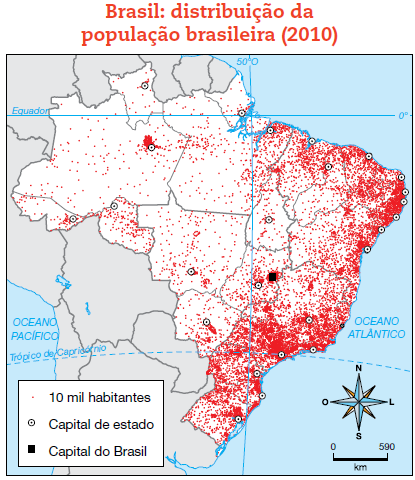 Brasil: distribuição da
população brasileira (2010)
50°O
Equador
0°
OCEANO
PACÍFICO
OCEANO
ATLÂNTICO
Trópico de Capricórnio
N
O
L
S
10 mil habitantes
Capital de estado
Capital do Brasil
0
590
km